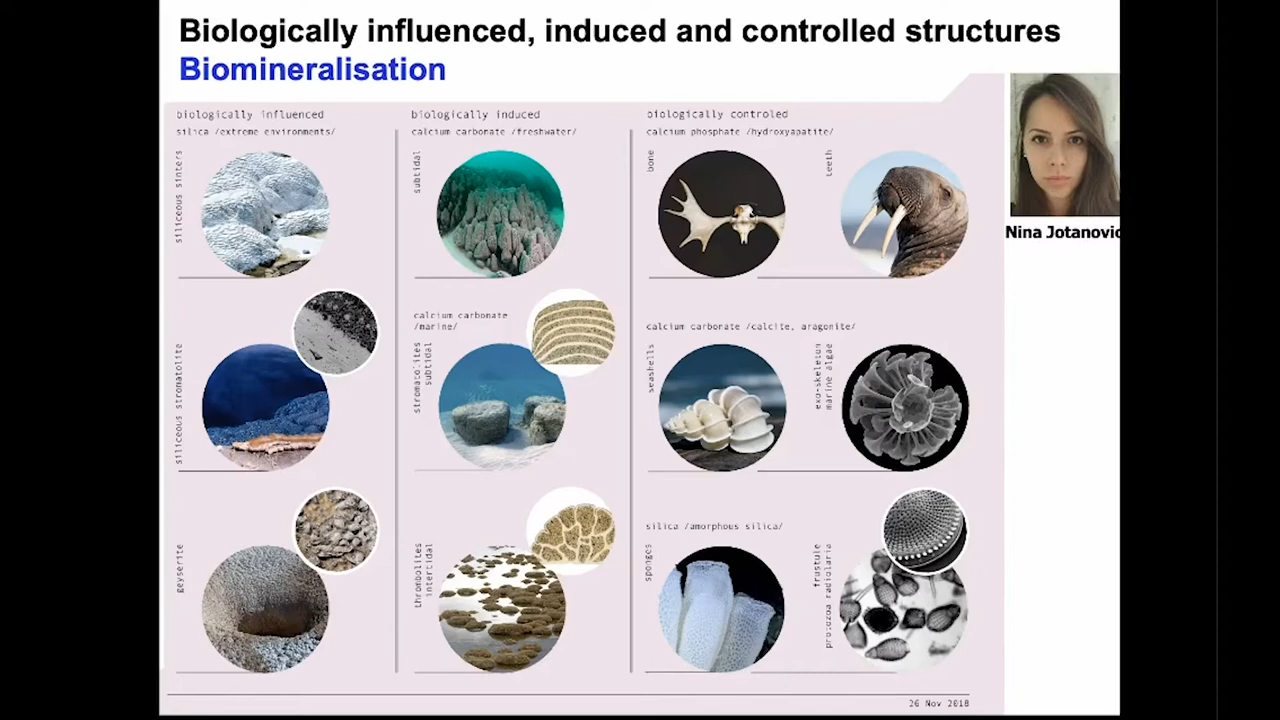 Biologically influenced, induced and controlled structures
Biomineralisation
biologically influenced
silica /extreme environments/
siliceous sinters
siliceous stromatolite
geyserite
biologically induced
calcium carbonate /freshwater/
subtidal
calcium carbonate
/marine/
stromatolites
subtidal
thrombolites
intertidal
biologically controled
calcium phosphate /hydroxyapatite/
bone
teeth
calcium carbonate /calcite, aragonite/
seashells
exo-skeleton
marine algae
silica /amorphous silica/
sponges
frustule
protozoa radiolaria
26 Nov 2018
Nina Jotanovic